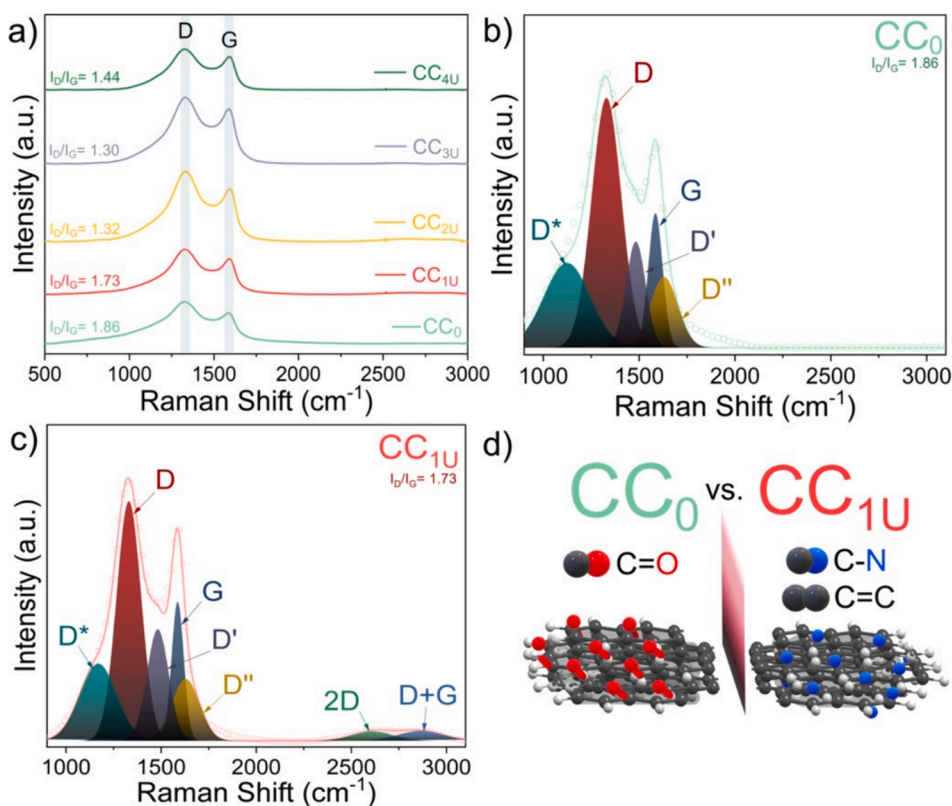 a)
D
G
I_D/I_G= 1.44
CC_4U
I_D/I_G= 1.30
CC_3U
I_D/I_G= 1.32
CC_2U
I_D/I_G= 1.73
CC_1U
I_D/I_G= 1.86
CC_0
Intensity (a.u.)
500 1000 1500 2000 2500 3000
Raman Shift (cm⁻¹)
b)
CC_0
I_D/I_G= 1.86
D
G
D*
D'
D"
Intensity (a.u.)
1000 1500 2000 2500 3000
Raman Shift (cm⁻¹)
c)
CC_1U
I_D/I_G= 1.73
D
G
D*
D'
D"
2D
D+G
Intensity (a.u.)
1000 1500 2000 2500 3000
Raman Shift (cm⁻¹)
d)
CC_0 vs. CC_1U
C=O
C-N
C=C